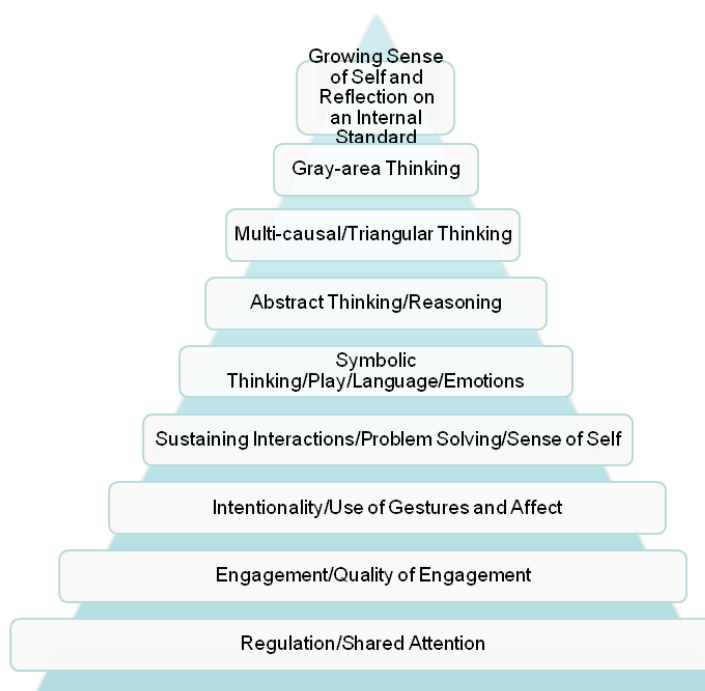 Growing Sense
of Self and
Reflection on
an Internal
Standard
Gray-area Thinking
Multi-causal/Triangular Thinking
Abstract Thinking/Reasoning
Symbolic
Thinking/Play/Language/Emotions
Sustaining Interactions/Problem Solving/Sense of Self
Intentionality/Use of Gestures and Affect
Engagement/Quality of Engagement
Regulation/Shared Attention